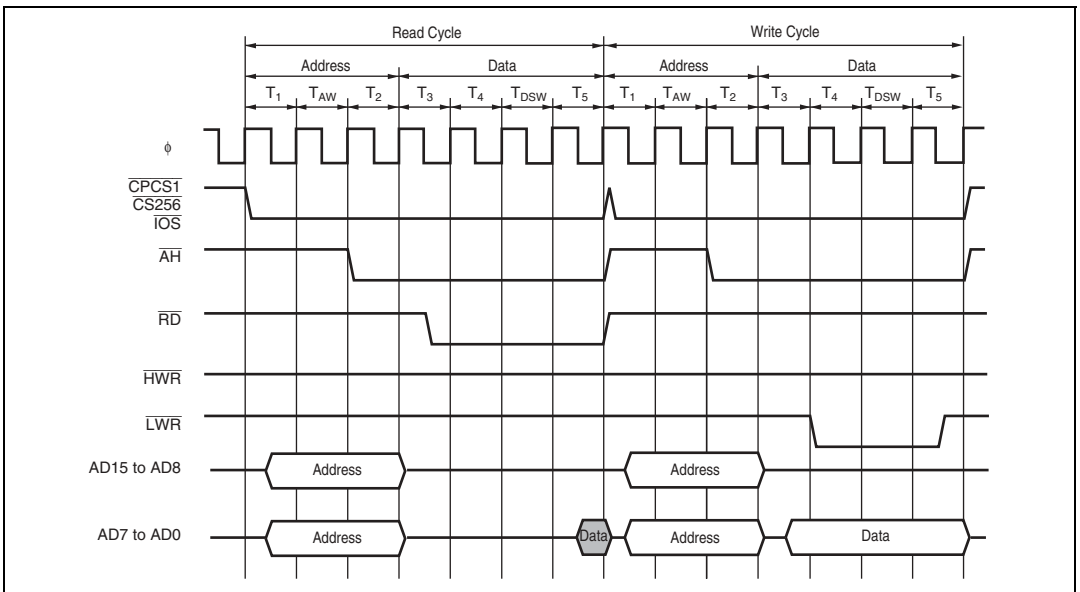 Read Cycle Write Cycle
Address Data Address Data
T1 TAW T2 T3 T4 TDSW T5 T1 TAW T2 T3 T4 TDSW T5
ϕ
CPCS1
CS256
IOS
AH
RD
HWR
LWR
AD15 to AD8 Address Address
AD7 to AD0 Address Data Address Data